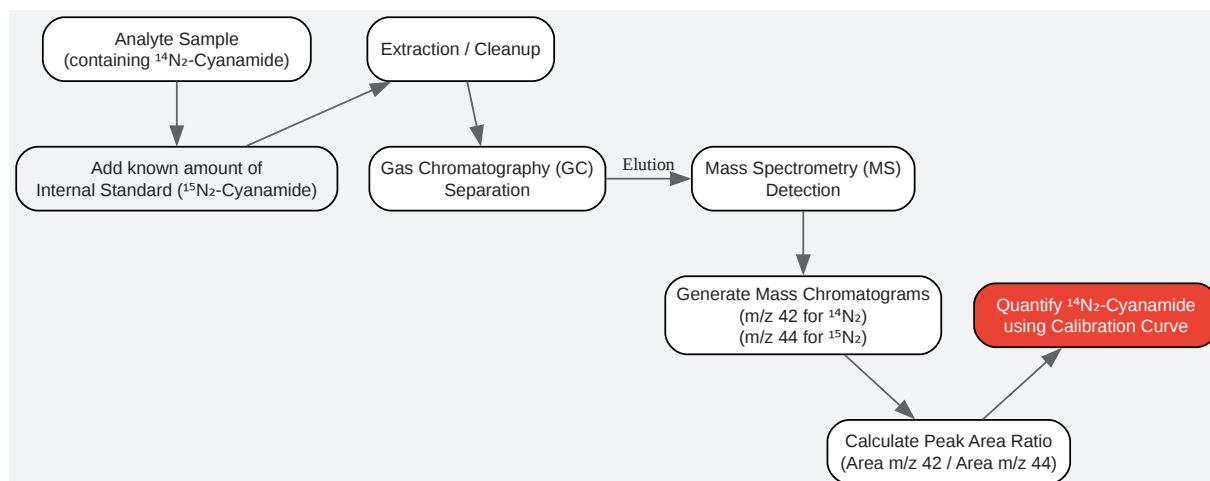 Analyte Sample
(containing ¹⁴N₂-Cyanamide)
Add known amount of
Internal Standard (¹⁵N₂-Cyanamide)
Extraction / Cleanup
Gas Chromatography (GC)
Separation
Elution
Mass Spectrometry (MS)
Detection
Generate Mass Chromatograms
(m/z 42 for ¹⁴N₂)
(m/z 44 for ¹⁵N₂)
Calculate Peak Area Ratio
(Area m/z 42 / Area m/z 44)
Quantify ¹⁴N₂-Cyanamide
using Calibration Curve